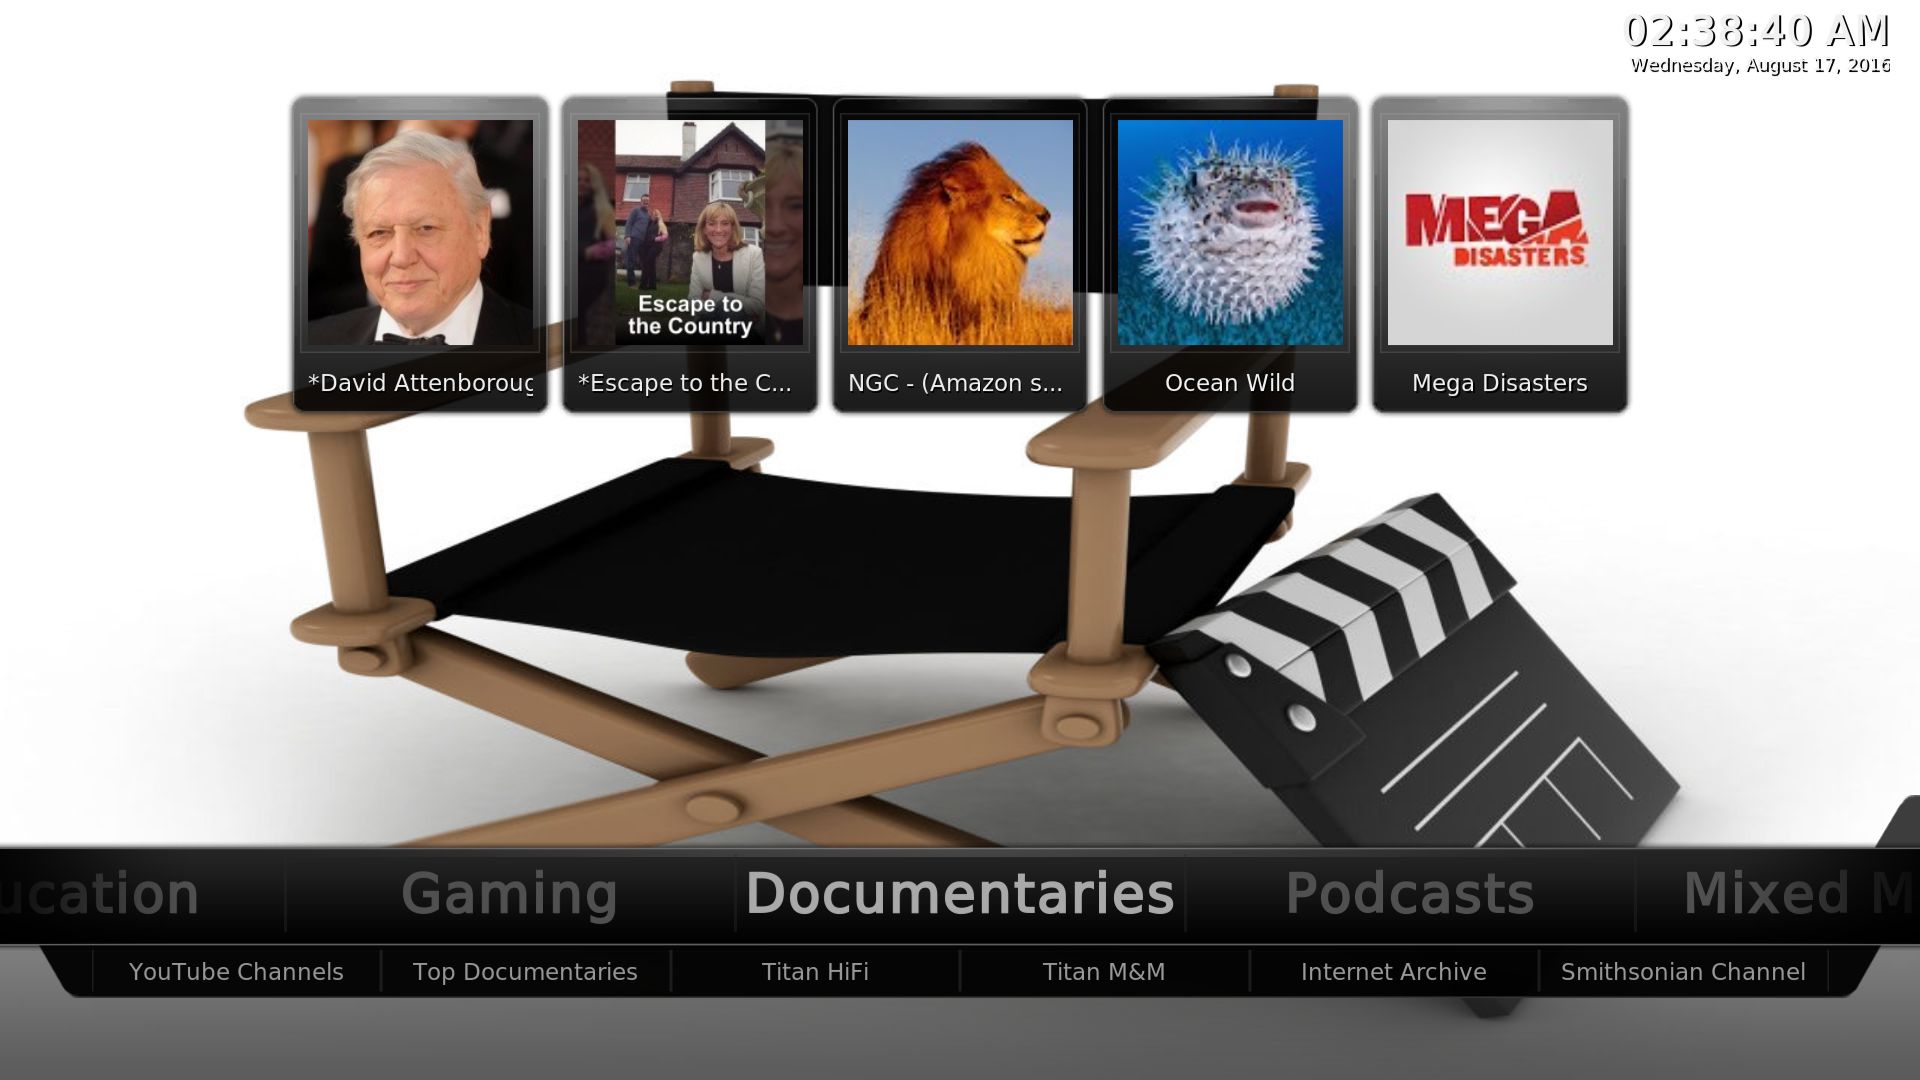 02:38:40 AM
Wednesday, August 17, 2016
Escape to
the Country
MEGA
DISASTERS
*David Attenboroug
*Escape to the C...
NGC - (Amazon s...
Ocean Wild
Mega Disasters
ucation
Gaming
Documentaries
Podcasts
Mixed M
YouTube Channels
Top Documentaries
Titan HiFi
Titan M&M
Internet Archive
Smithsonian Channel